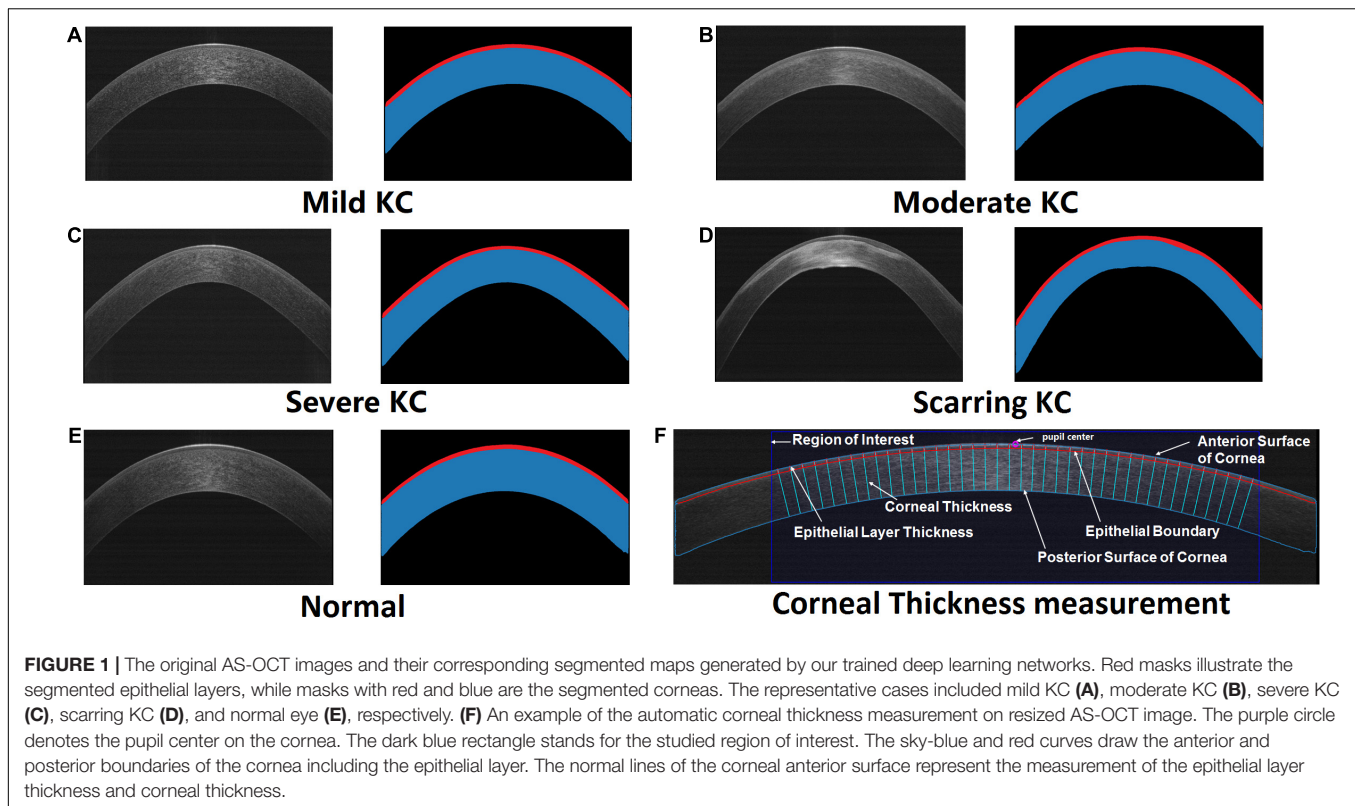 A
B
Mild KC
Moderate KC
C
D
Severe KC
Scarring KC
E
F
Region of Interest
pupil center
Anterior Surface
of Cornea
Corneal Thickness
Epithelial Layer Thickness
Epithelial Boundary
Posterior Surface of Cornea
Normal
Corneal Thickness measurement
FIGURE 1 | The original AS-OCT images and their corresponding segmented maps generated by our trained deep learning networks. Red masks illustrate the
segmented epithelial layers, while masks with red and blue are the segmented corneas. The representative cases included mild KC (A), moderate KC (B), severe KC
(C), scarring KC (D), and normal eye (E), respectively. (F) An example of the automatic corneal thickness measurement on resized AS-OCT image. The purple circle
denotes the pupil center on the cornea. The dark blue rectangle stands for the studied region of interest. The sky-blue and red curves draw the anterior and
posterior boundaries of the cornea including the epithelial layer. The normal lines of the corneal anterior surface represent the measurement of the epithelial layer
thickness and corneal thickness.